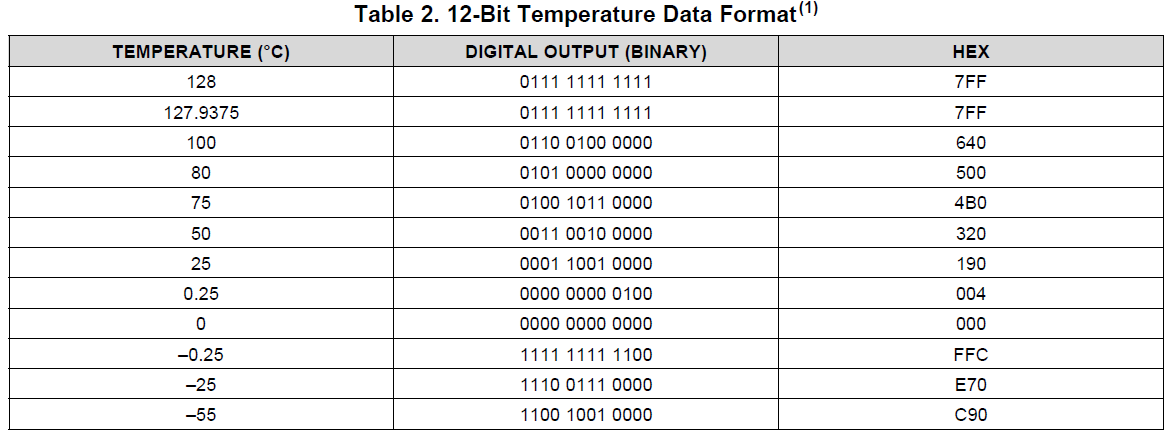 Table 2. 12-Bit Temperature Data Format(1)
TEMPERATURE (°C) DIGITAL OUTPUT (BINARY) HEX
128 0111 1111 1111 7FF
127.9375 0111 1111 1111 7FF
100 0110 0100 0000 640
80 0101 0000 0000 500
75 0100 1011 0000 4B0
50 0011 0010 0000 320
25 0001 1001 0000 190
0.25 0000 0000 0100 004
0 0000 0000 0000 000
–0.25 1111 1111 1100 FFC
–25 1110 0111 0000 E70
–55 1100 1001 0000 C90